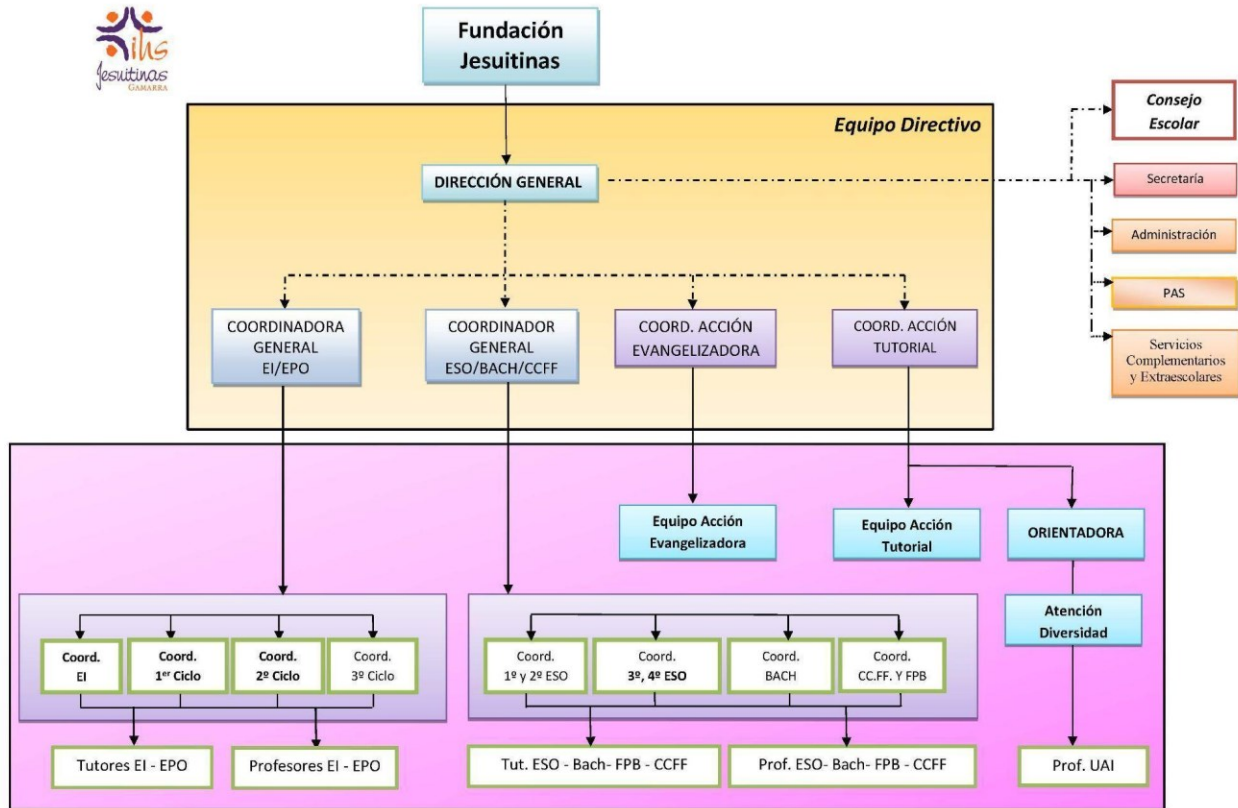 ihs
Jesuitinas
GAMARRA
Fundación
Jesuitinas
Equipo Directivo
Consejo
Escolar
DIRECCIÓN GENERAL
Secretaría
Administración
PAS
Servicios
Complementarios
y Extraescolares
COORDINADORA
GENERAL
EI/EPO
COORDINADOR
GENERAL
ESO/BACH/CCFF
COORD. ACCIÓN
EVANGELIZADORA
COORD. ACCIÓN
TUTORIAL
Equipo Acción
Evangelizadora
Equipo Acción
Tutorial
ORIENTADORA
Atención
Diversidad
Coord.
EI
Coord.
1er Ciclo
Coord.
2º Ciclo
Coord.
3º Ciclo
Coord.
1º y 2º ESO
Coord.
3º, 4º ESO
Coord.
BACH
Coord.
CC.FF. Y FPB
Tutores EI - EPO
Profesores EI - EPO
Tut. ESO - Bach- FPB - CCFF
Prof. ESO- Bach- FPB - CCFF
Prof. UAI